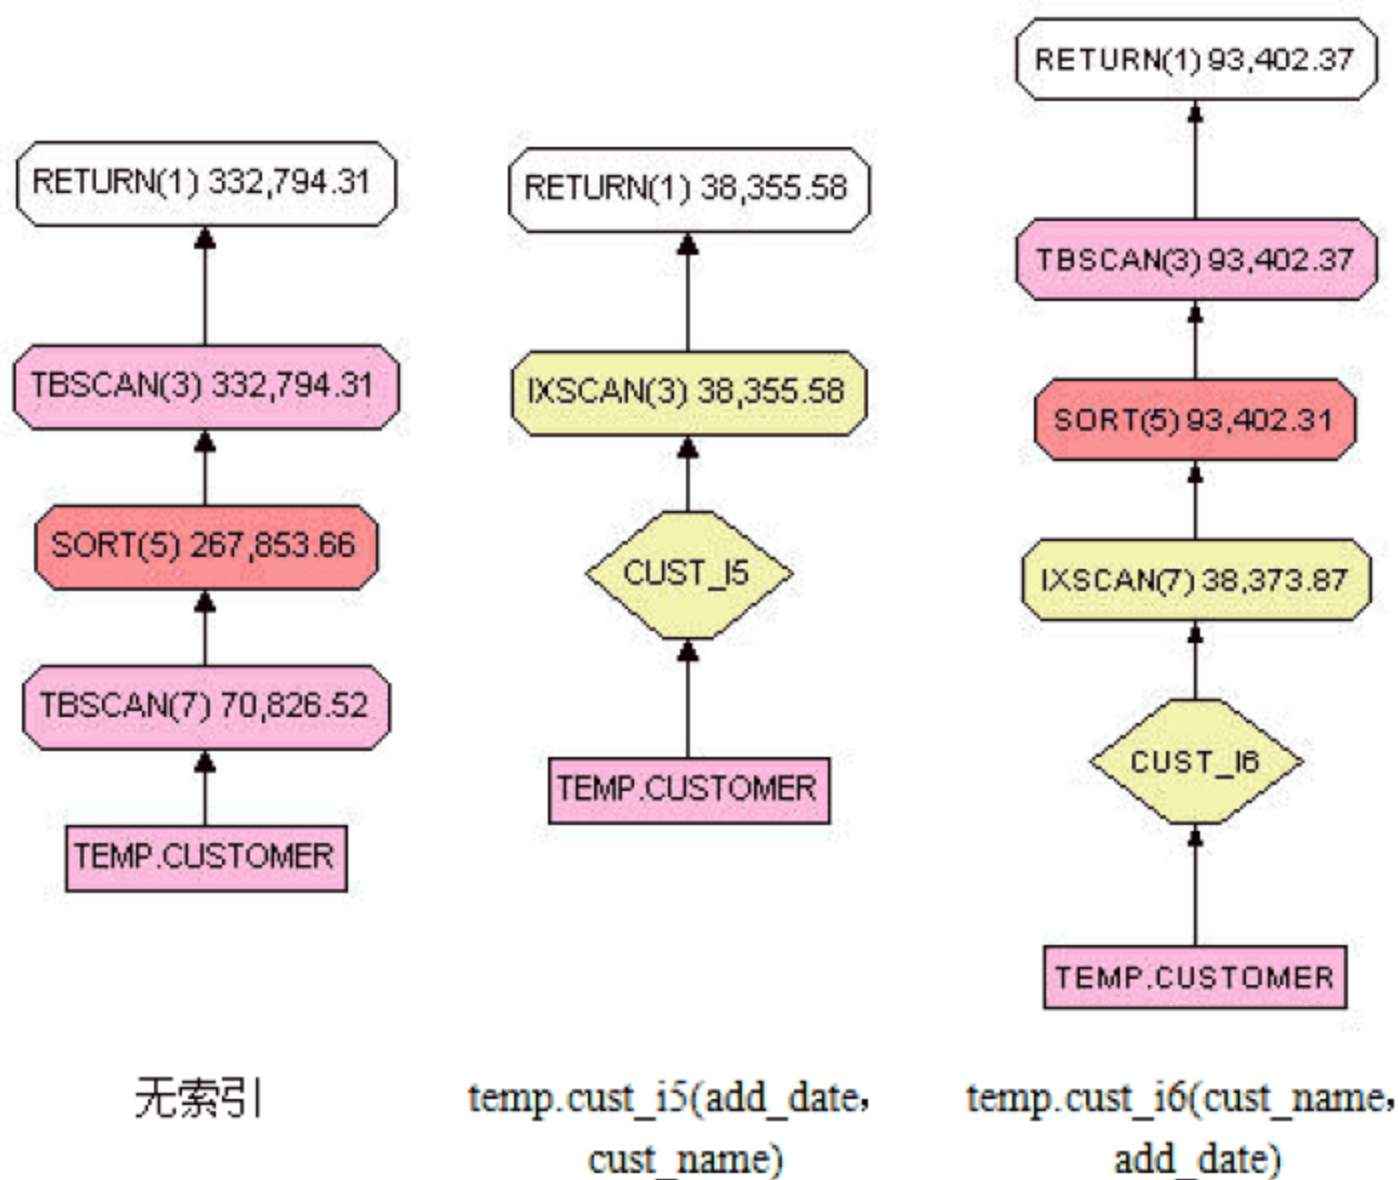 RETURN(1) 332,794.31
TBSCAN(3) 332,794.31
SORT(5) 267,853.66
TBSCAN(7) 70,826.52
TEMP.CUSTOMER
无索引
RETURN(1) 38,355.58
IXSCAN(3) 38,355.58
CUST_I5
TEMP.CUSTOMER
temp.cust_i5(add_date，
cust_name)
RETURN(1) 93,402.37
TBSCAN(3) 93,402.37
SORT(5) 93,402.31
IXSCAN(7) 38,373.87
CUST_I6
TEMP.CUSTOMER
temp.cust_i6(cust_name，
add_date)